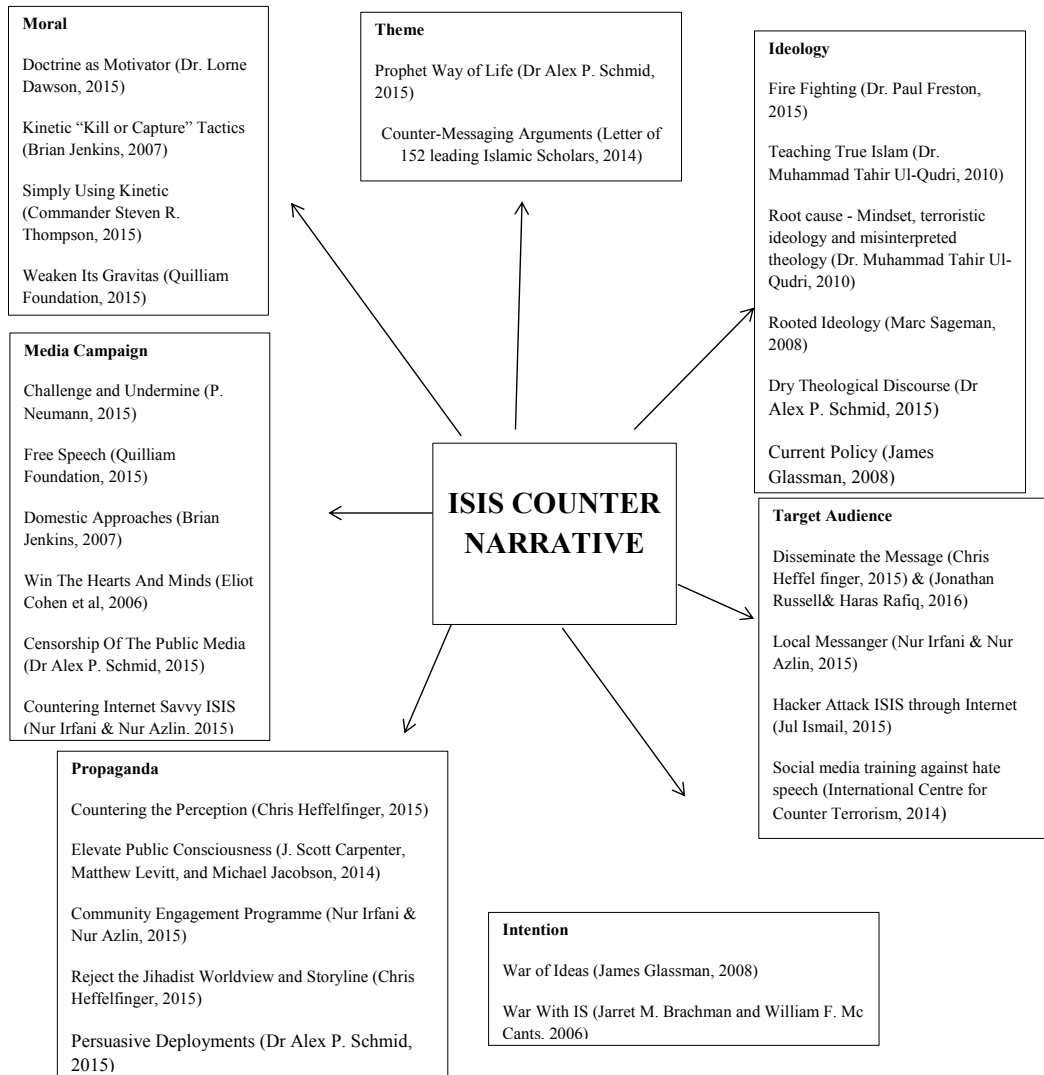 Moral
Doctrine as Motivator (Dr. Lorne
Dawson, 2015)
Kinetic “Kill or Capture” Tactics
(Brian Jenkins, 2007)
Simply Using Kinetic
(Commander Steven R.
Thompson, 2015)
Weaken Its Gravitas (Quilliam
Foundation, 2015)
Theme
Prophet Way of Life (Dr Alex P. Schmid,
2015)
Counter-Messaging Arguments (Letter of
152 leading Islamic Scholars, 2014)
Ideology
Fire Fighting (Dr. Paul Freston,
2015)
Teaching True Islam (Dr.
Muhammad Tahir Ul-Qudri, 2010)
Root cause - Mindset, terroristic
ideology and misinterpreted
theology (Dr. Muhammad Tahir Ul-
Qudri, 2010)
Rooted Ideology (Marc Sageman,
2008)
Dry Theological Discourse (Dr
Alex P. Schmid, 2015)
Current Policy (James
Glassman, 2008)
Media Campaign
Challenge and Undermine (P.
Neumann, 2015)
Free Speech (Quilliam
Foundation, 2015)
Domestic Approaches (Brian
Jenkins, 2007)
Win The Hearts And Minds (Eliot
Cohen et al, 2006)
Censorship Of The Public Media
(Dr Alex P. Schmid, 2015)
Countering Internet Savvy ISIS
(Nur Irfani & Nur Azlin, 2015)
ISIS COUNTER
NARRATIVE
Target Audience
Disseminate the Message (Chris
Heffel finger, 2015) & (Jonathan
Russell& Haras Rafiq, 2016)
Local Messanger (Nur Irfani & Nur
Azlin, 2015)
Hacker Attack ISIS through Internet
(Jul Ismail, 2015)
Social media training against hate
speech (International Centre for
Counter Terrorism, 2014)
Propaganda
Countering the Perception (Chris Heffelfinger, 2015)
Elevate Public Consciousness (J. Scott Carpenter,
Matthew Levitt, and Michael Jacobson, 2014)
Community Engagement Programme (Nur Irfani &
Nur Azlin, 2015)
Reject the Jihadist Worldview and Storyline (Chris
Heffelfinger, 2015)
Persuasive Deployments (Dr Alex P. Schmid,
2015)
Intention
War of Ideas (James Glassman, 2008)
War With IS (Jarret M. Brachman and William F. Mc
Cants, 2006)